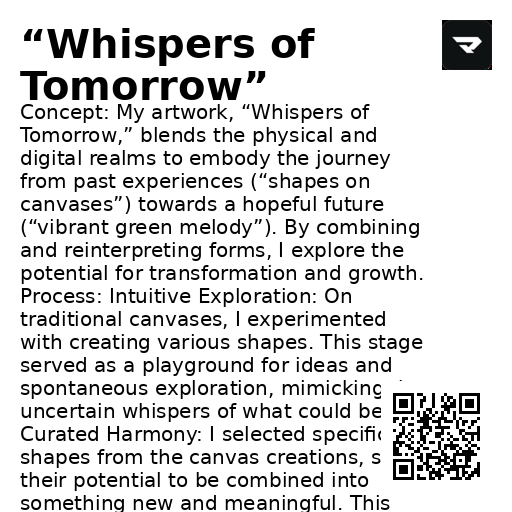 “Whispers of
Tomorrow”
Concept: My artwork, “Whispers of
Tomorrow,” blends the physical and
digital realms to embody the journey
from past experiences (“shapes on
canvases”) towards a hopeful future
(“vibrant green melody”). By combining
and reinterpreting forms, I explore the
potential for transformation and growth.
Process: Intuitive Exploration: On
traditional canvases, I experimented
with creating various shapes. This stage
served as a playground for ideas and
spontaneous exploration, mimicking
uncertain whispers of what could be
Curated Harmony: I selected specific
shapes from the canvas creations,
their potential to be combined into
something new and meaningful. This